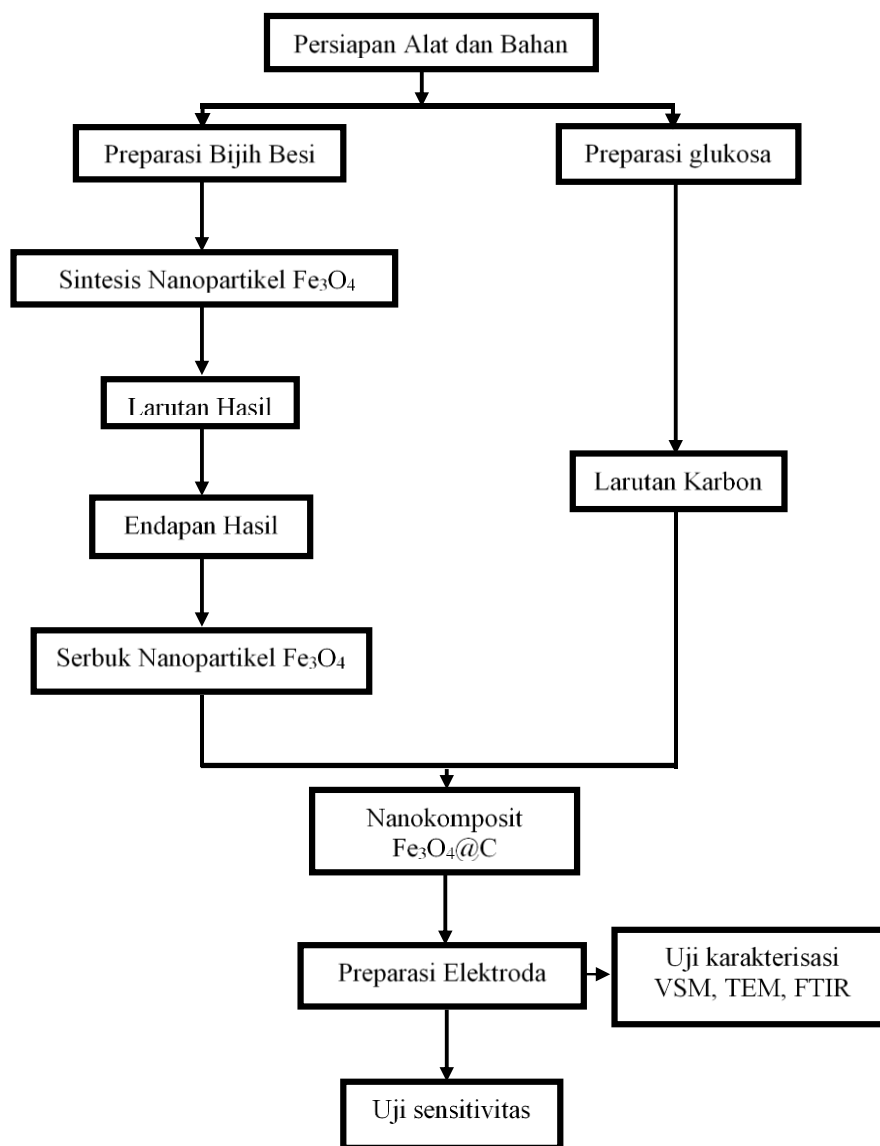 Persiapan Alat dan Bahan
Preparasi Bijih Besi
Preparasi glukosa
Sintesis Nanopartikel Fe₃O₄
Larutan Hasil
Larutan Karbon
Endapan Hasil
Serbuk Nanopartikel Fe₃O₄
Nanokomposit
Fe₃O₄@C
Preparasi Elektroda
Uji karakterisasi
VSM, TEM, FTIR
Uji sensitivitas